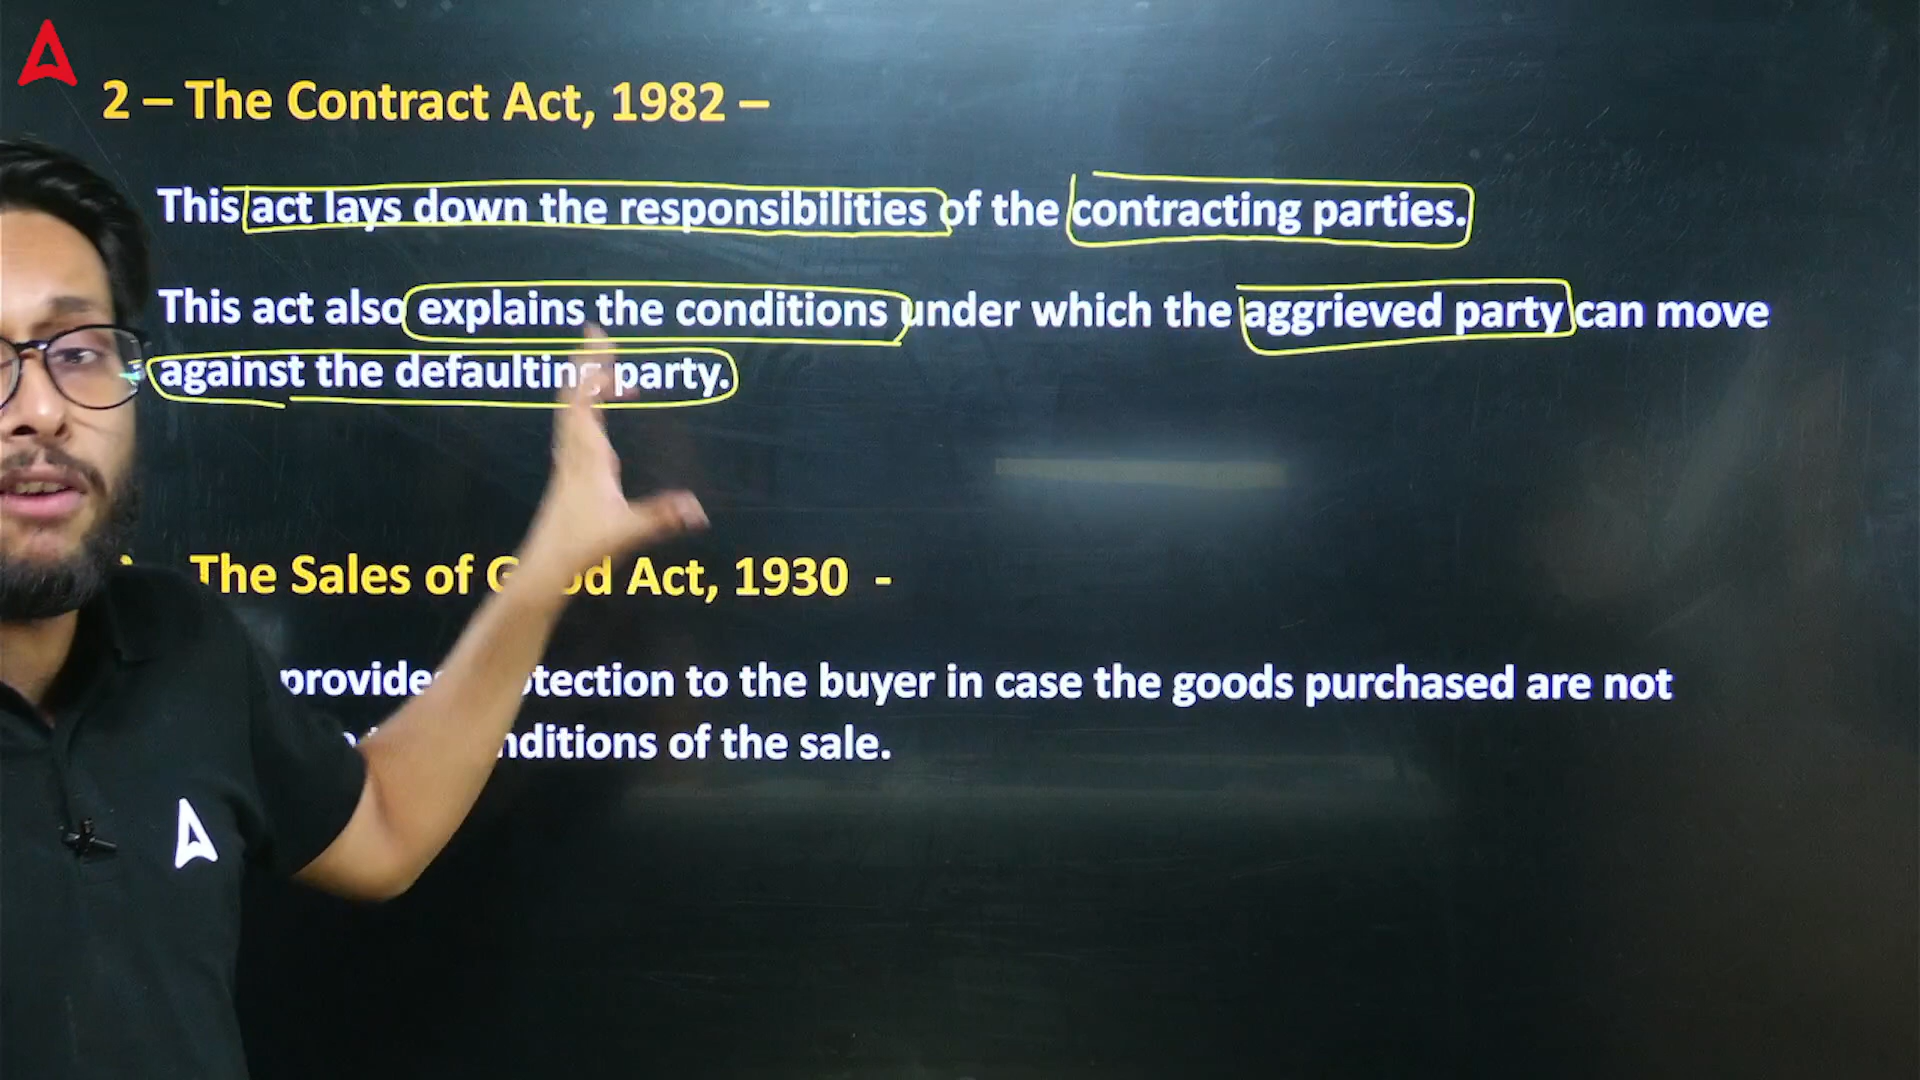 2 – The Contract Act, 1982 –
This act lays down the responsibilities of the contracting parties.
This act also explains the conditions under which the aggrieved party can move
against the defaulting party.
The Sales of Act, 1930 -
to the buyer in case the goods purchased are not
of the sale.